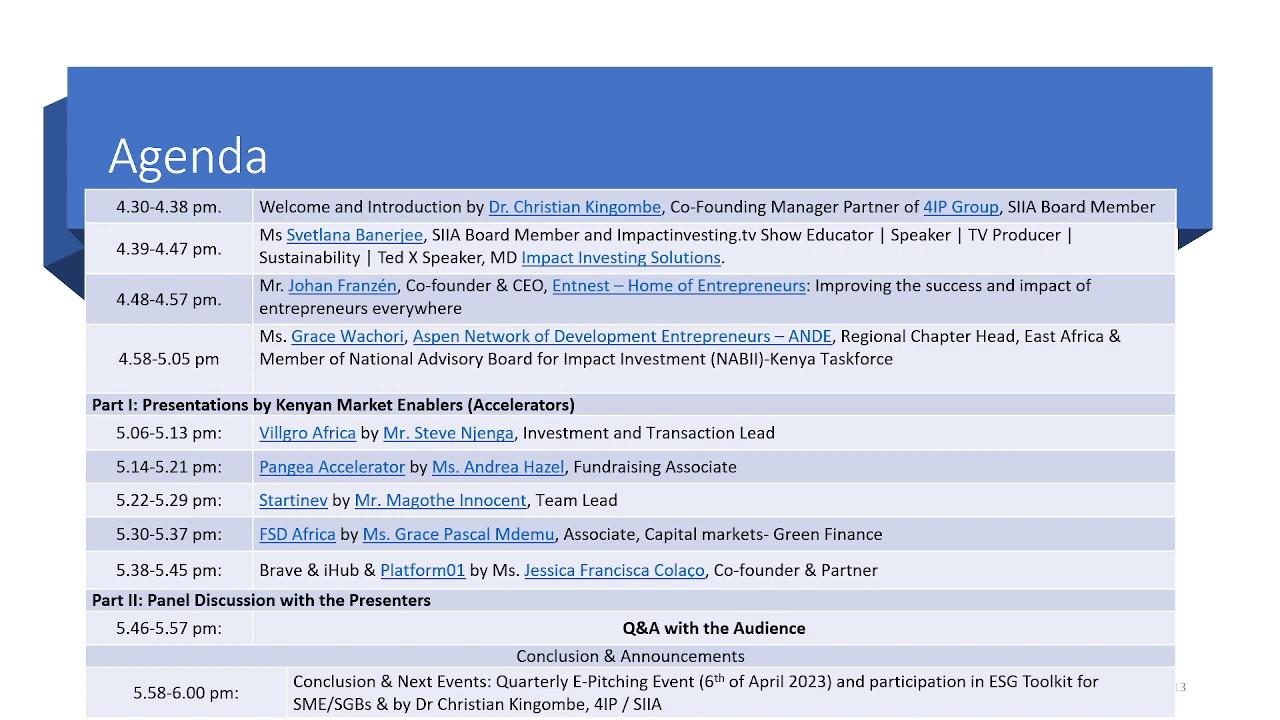 Agenda
4.30-4.38 pm. Welcome and Introduction by Dr. Christian Kingombe, Co-Founding Manager Partner of 4IP Group, SIIA Board Member
4.39-4.47 pm. Ms Svetlana Banerjee, SIIA Board Member and Impactinvesting.tv Show Educator | Speaker | TV Producer |
Sustainability | Ted X Speaker, MD Impact Investing Solutions.
4.48-4.57 pm. Mr. Johan Franzén, Co-founder & CEO, Entnest – Home of Entrepreneurs: Improving the success and impact of
entrepreneurs everywhere
4.58-5.05 pm Ms. Grace Wachori, Aspen Network of Development Entrepreneurs – ANDE, Regional Chapter Head, East Africa &
Member of National Advisory Board for Impact Investment (NABII)-Kenya Taskforce
Part I: Presentations by Kenyan Market Enablers (Accelerators)
5.06-5.13 pm: Villgro Africa by Mr. Steve Njenga, Investment and Transaction Lead
5.14-5.21 pm: Pangea Accelerator by Ms. Andrea Hazel, Fundraising Associate
5.22-5.29 pm: Startinev by Mr. Magothe Innocent, Team Lead
5.30-5.37 pm: FSD Africa by Ms. Grace Pascal Mdemu, Associate, Capital markets- Green Finance
5.38-5.45 pm: Brave & iHub & Platform01 by Ms. Jessica Francisca Colaço, Co-founder & Partner
Part II: Panel Discussion with the Presenters
5.46-5.57 pm: Q&A with the Audience
Conclusion & Announcements
5.58-6.00 pm: Conclusion & Next Events: Quarterly E-Pitching Event (6th of April 2023) and participation in ESG Toolkit for
SME/SGBs & by Dr Christian Kingombe, 4IP / SIIA
13